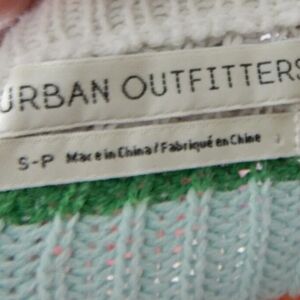 URBAN OUTFITTERS
S-P Made in China / Fabriqué en Chine